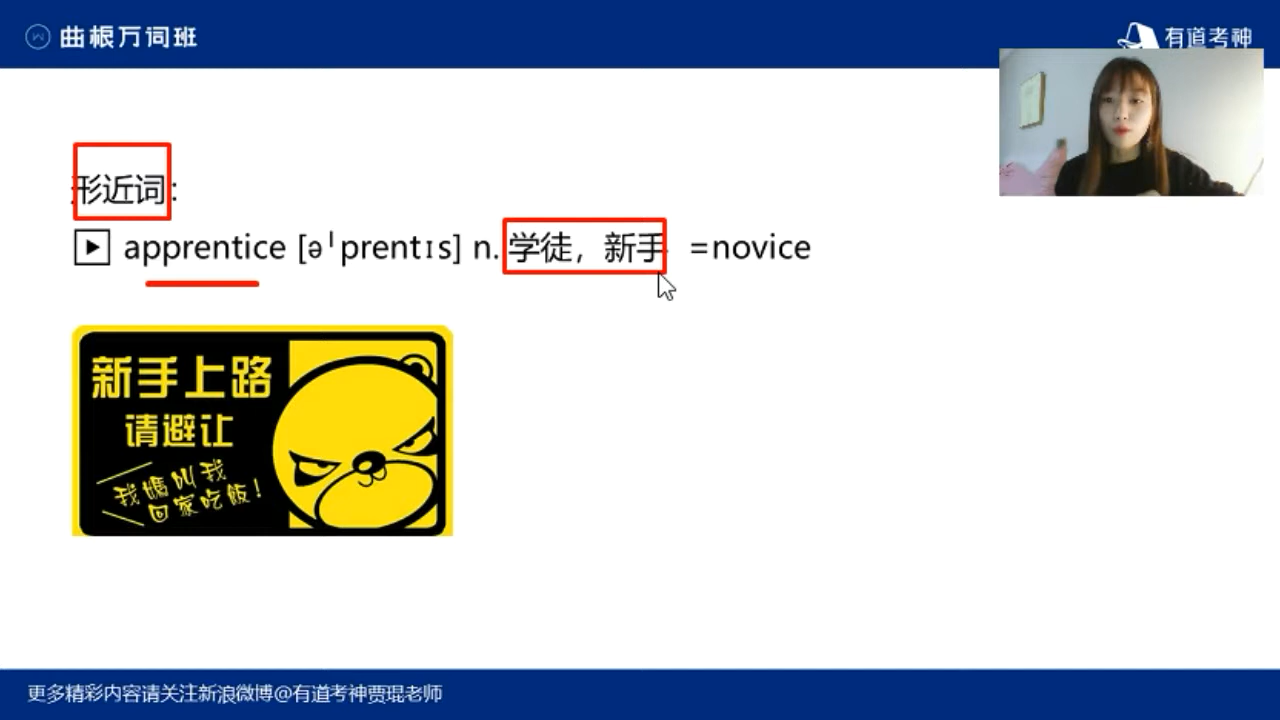 曲根万词班
有道考神
形近词:
apprentice [əˈprentɪs] n. 学徒，新手 =novice
新手上路
请避让
我媽叫我
回家吃飯!
更多精彩内容请关注新浪微博@有道考神贾琨老师